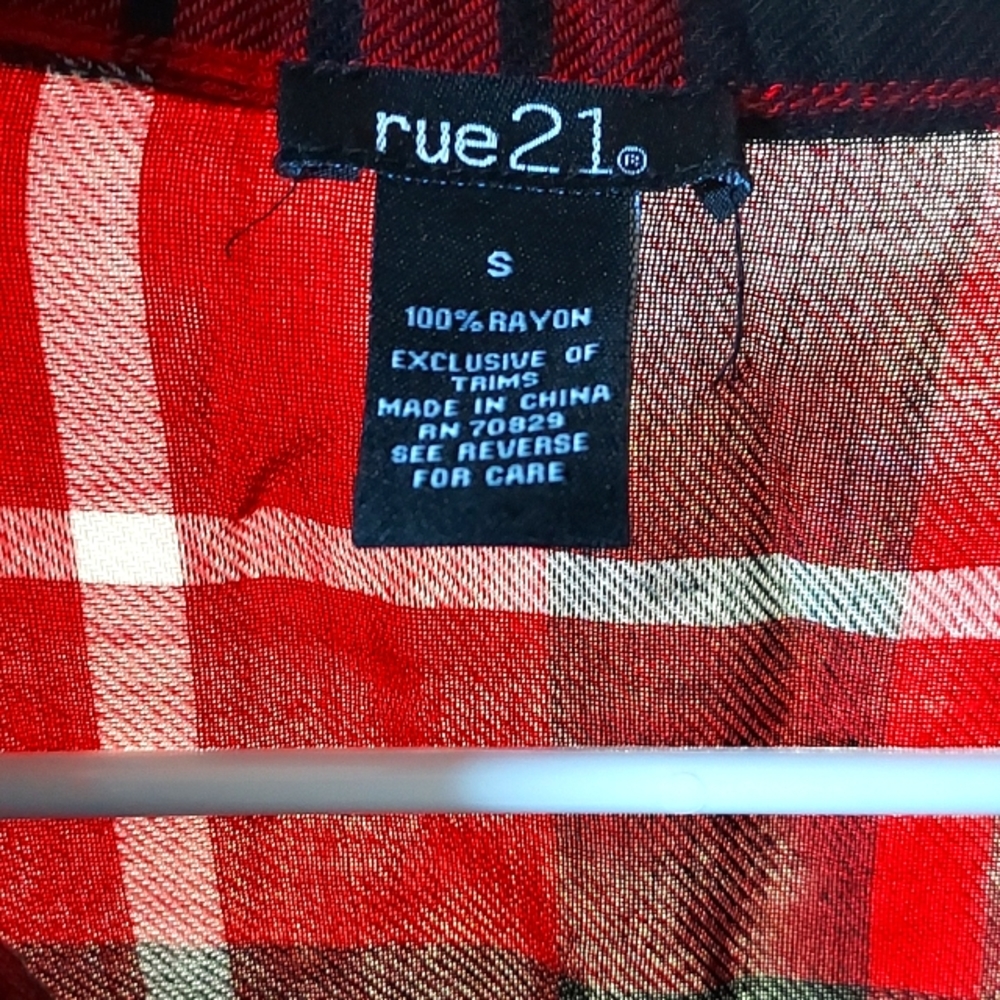 rue21®
S
100% RAYON
EXCLUSIVE OF
TRIMS
MADE IN CHINA
RN 70829
SEE REVERSE
FOR CARE